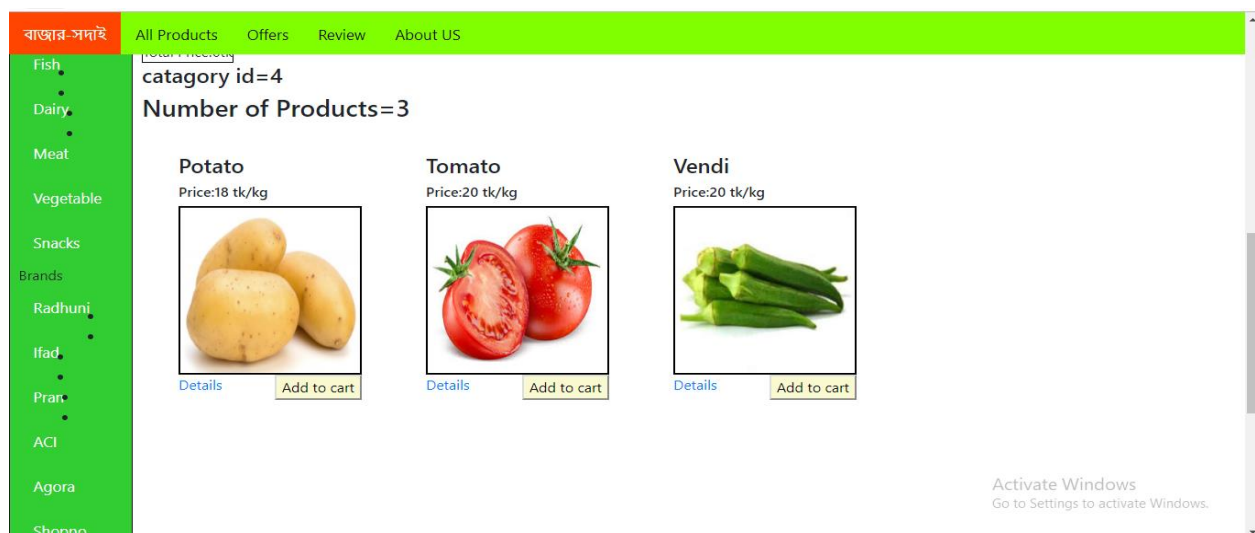 বাজার-সদাই
All Products
Offers
Review
About US
Fish
Dairy
Meat
Vegetable
Snacks
Brands
Radhuni
Ifad
Pran
ACI
Agora
catagory id=4
Number of Products=3
Potato
Price:18 tk/kg
Details
Add to cart
Tomato
Price:20 tk/kg
Details
Add to cart
Vendi
Price:20 tk/kg
Details
Add to cart
Activate Windows
Go to Settings to activate Windows.